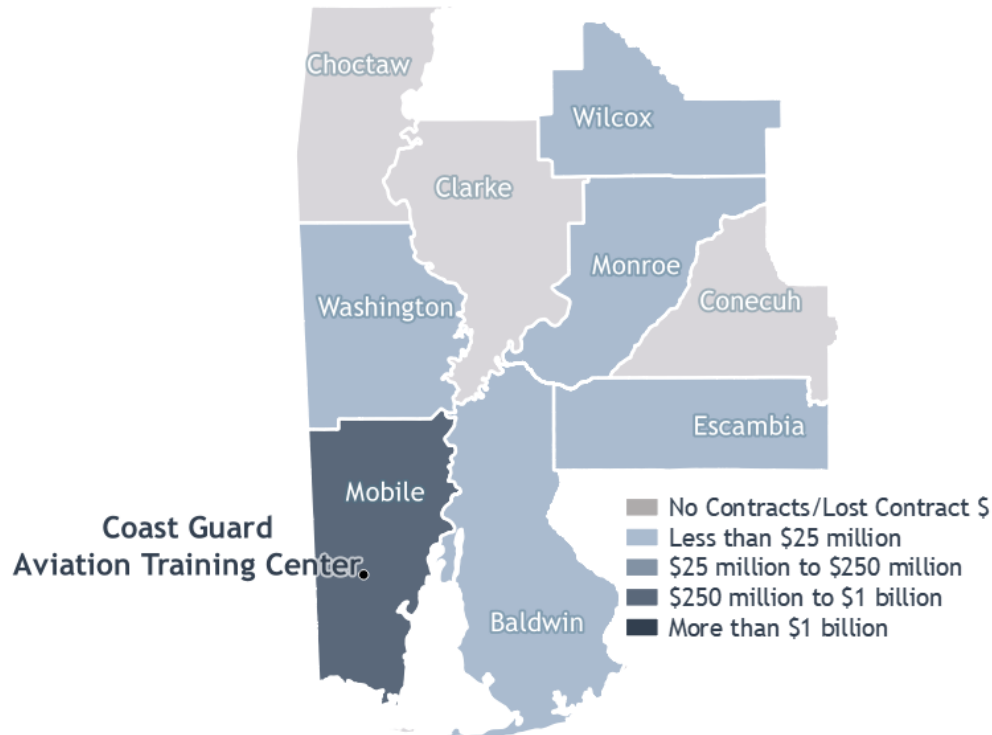 Choctaw
Wilcox
Clarke
Monroe
Conecuh
Washington
Escambia
Mobile
Coast Guard
Aviation Training Center
Baldwin
No Contracts/Lost Contract $
Less than $25 million
$25 million to $250 million
$250 million to $1 billion
More than $1 billion